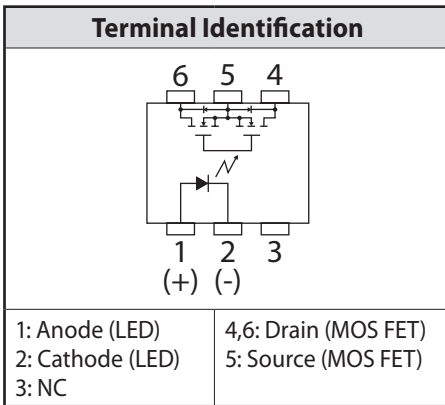 Terminal Identification
6 5 4
1 2 3
(+) (-)
1: Anode (LED)
2: Cathode (LED)
3: NC
4,6: Drain (MOS FET)
5: Source (MOS FET)